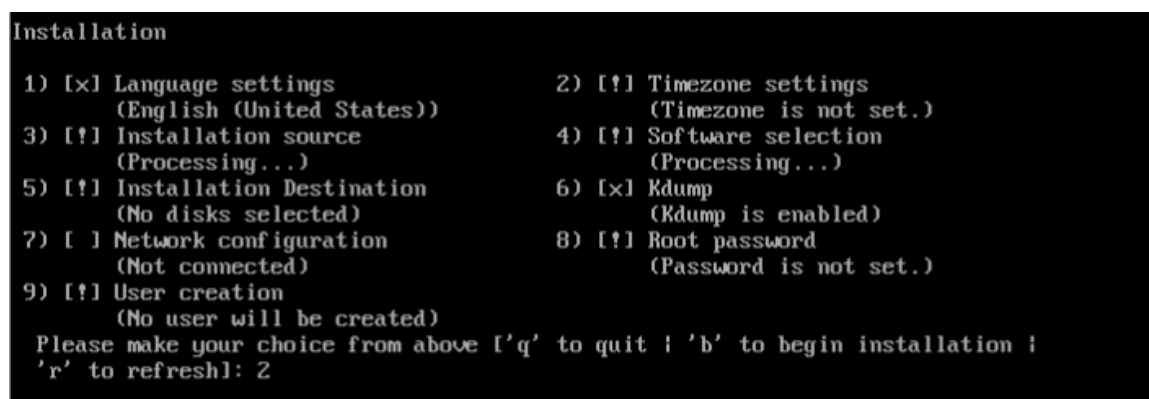 Installation
1) [x] Language settings 2) [!] Timezone settings
(English (United States)) (Timezone is not set.)
3) [!] Installation source 4) [!] Software selection
(Processing...) (Processing...)
5) [!] Installation Destination 6) [x] Kdump
(No disks selected) (Kdump is enabled)
7) [ ] Network configuration 8) [!] Root password
(Not connected) (Password is not set.)
9) [!] User creation
(No user will be created)
Please make your choice from above ['q' to quit | 'b' to begin installation |
'r' to refresh]: 2